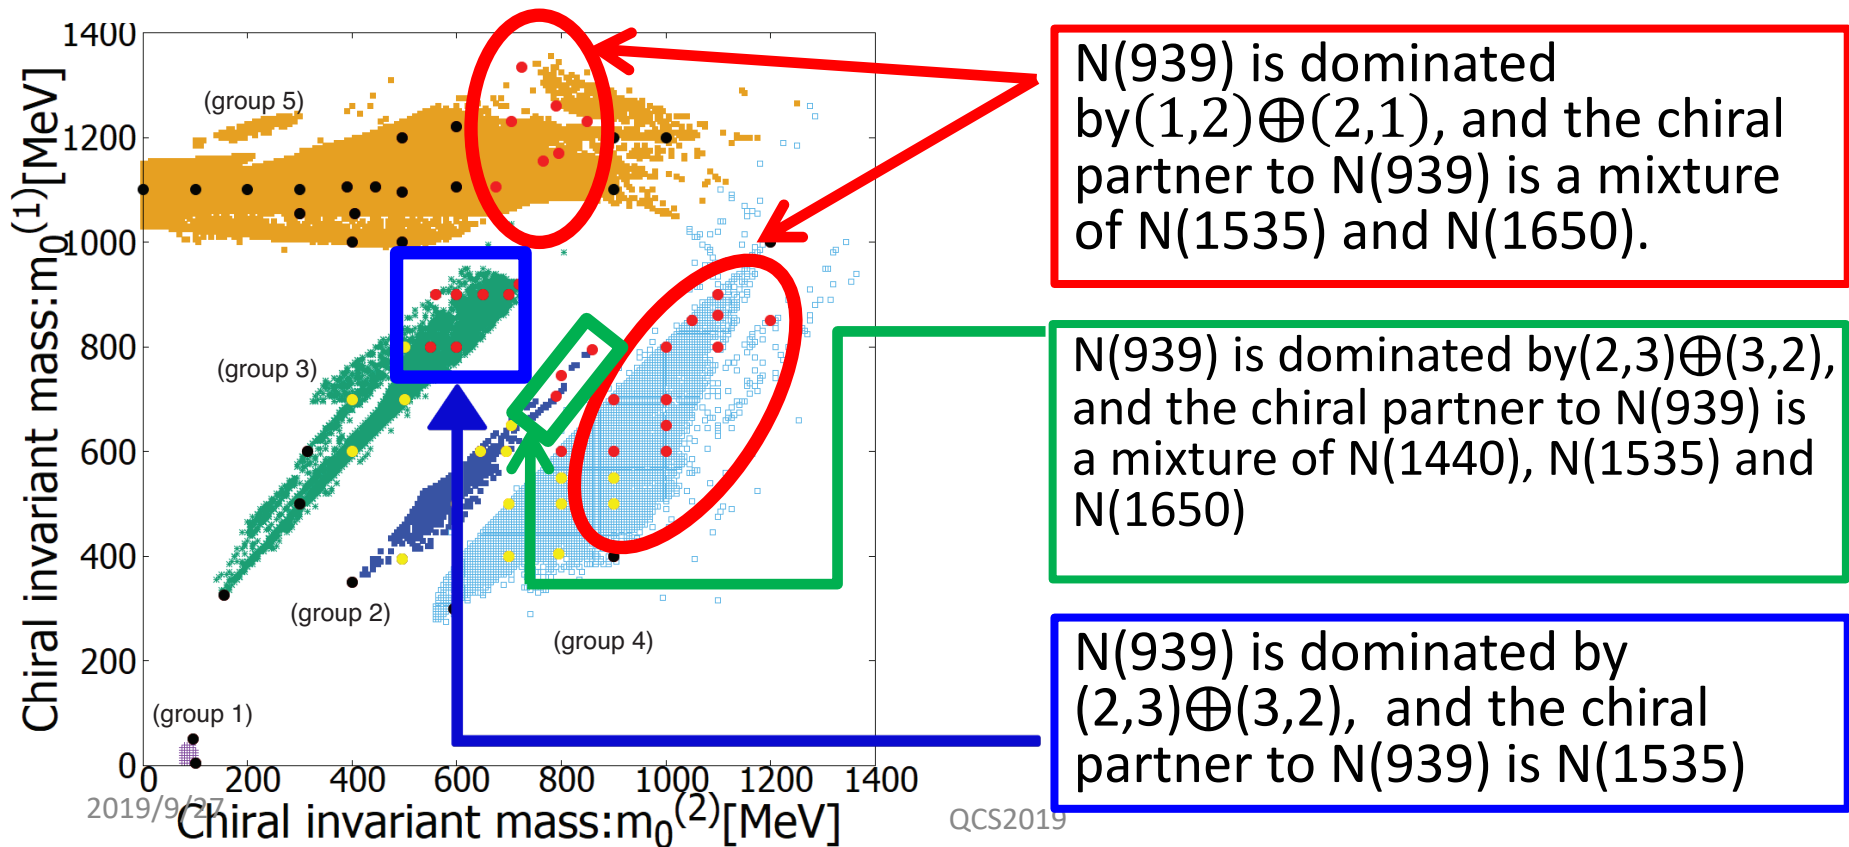 1400
1200
1000
800
600
400
200
0
0 200 400 600 800 1000 1200 1400
Chiral invariant mass:m₀⁽¹⁾[MeV]
Chiral invariant mass:m₀⁽²⁾[MeV]
(group 5)
(group 3)
(group 2)
(group 4)
(group 1)
N(939) is dominated
by(1,2)⊕(2,1), and the chiral
partner to N(939) is a mixture
of N(1535) and N(1650).
N(939) is dominated by(2,3)⊕(3,2),
and the chiral partner to N(939) is
a mixture of N(1440), N(1535) and
N(1650)
N(939) is dominated by
(2,3)⊕(3,2),  and the chiral
partner to N(939) is N(1535)
2019/9/27
QCS2019